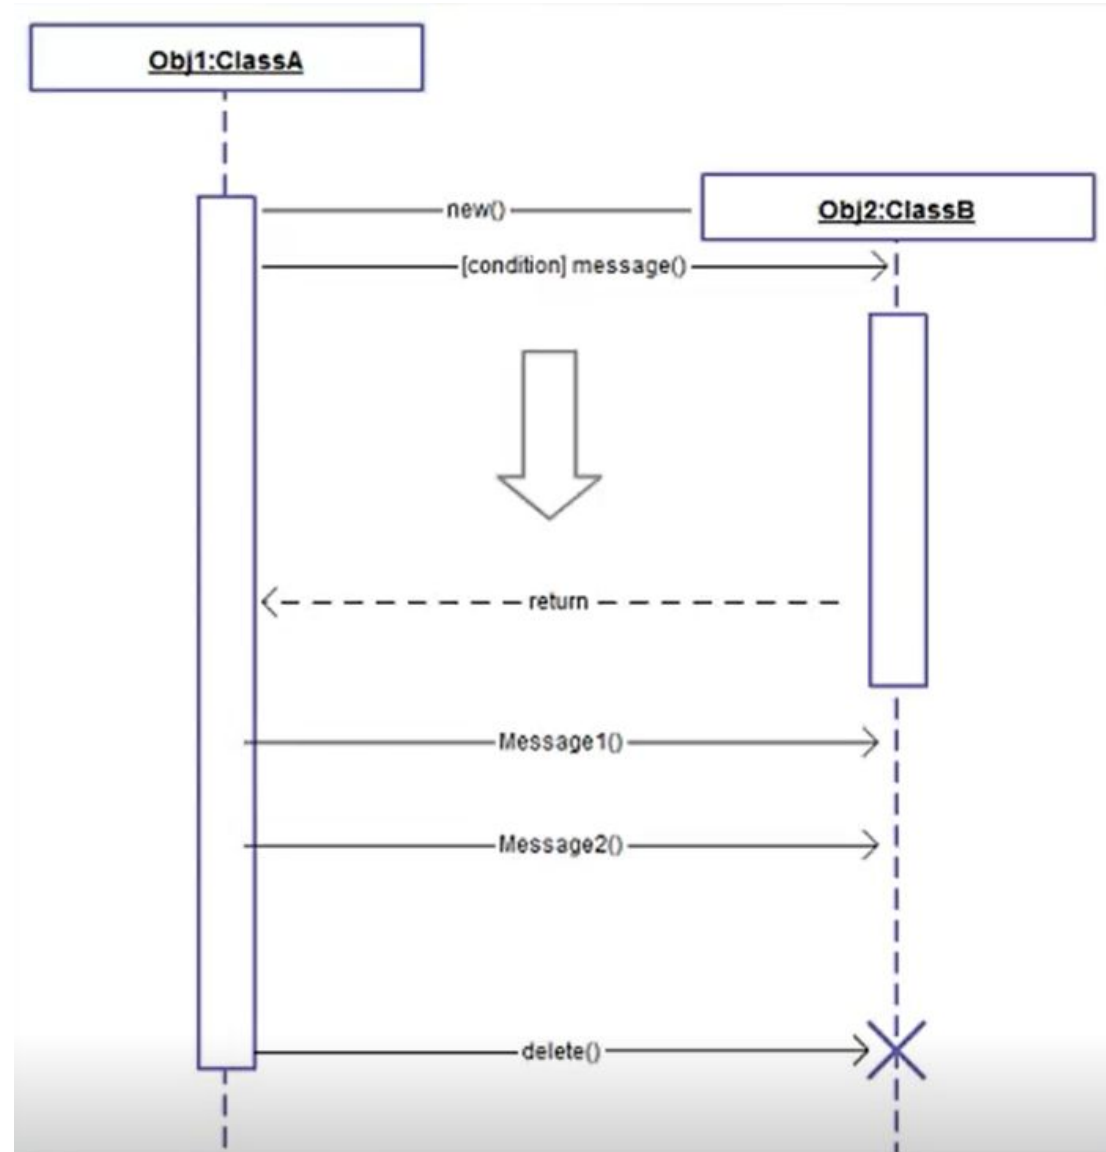 Obj1:ClassA
new()
Obj2:ClassB
[condition] message()
return
Message1()
Message2()
delete()